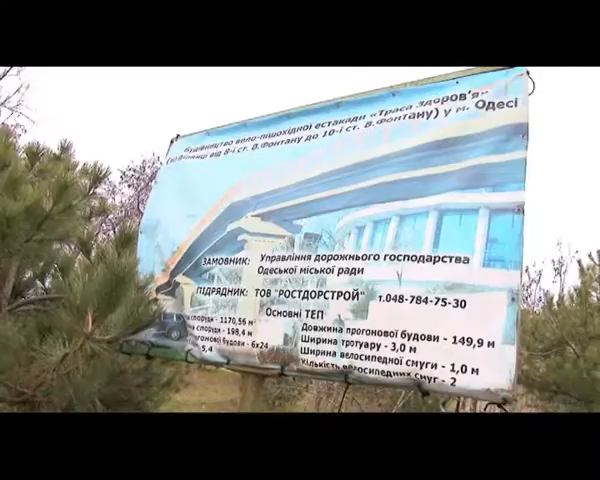 Будівництво вело-пішохідної естакади «Траса здоров'я»
від 8-ї ст. В.Фонтану до 10-ї ст. В.Фонтану) у м. Одесі
ЗАМОВНИК: Управління дорожнього господарства
Одеської міської ради
ПІДРЯДНИК: ТОВ "РОСТДОРСТРОЙ" т.048-784-75-30
Основні ТЕП
споруди - 1170,56 м
споруди - 198,4 м
будови - 6х24
5,4
Довжина прогонової будови - 149,9 м
Ширина тротуару - 3,0 м
Ширина велосипедної смуги - 1,0 м
Кількість велосипедних смуг - 2